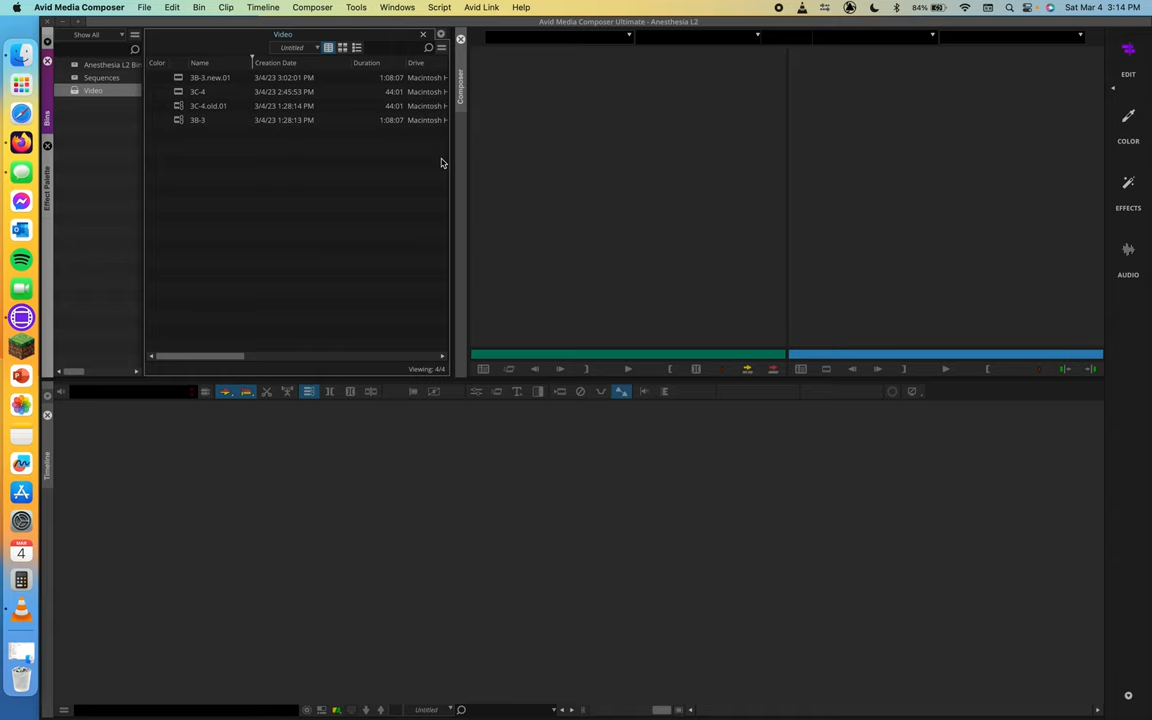 Avid Media Composer File Edit Bin Clip Timeline Composer Tools Windows Script Avid Link Help 84% Sat Mar 4 3:14 PM
Avid Media Composer Ultimate - Anesthesia L2
Show All
Video
Untitled
Color Name Creation Date Duration Drive
Anesthesia L2 Bin
Sequences
Video
3B-3.new.01 3/4/23 3:02:01 PM 1:08:07 Macintosh H
3C-4 3/4/23 2:45:53 PM 44:01 Macintosh H
3C-4.old.01 3/4/23 1:28:14 PM 44:01 Macintosh H
3B-3 3/4/23 1:28:13 PM 1:08:07 Macintosh H
Bins
Effect Palette
Composer
EDIT
COLOR
EFFECTS
AUDIO
Viewing: 4/4
Timeline
MAR
4
Untitled